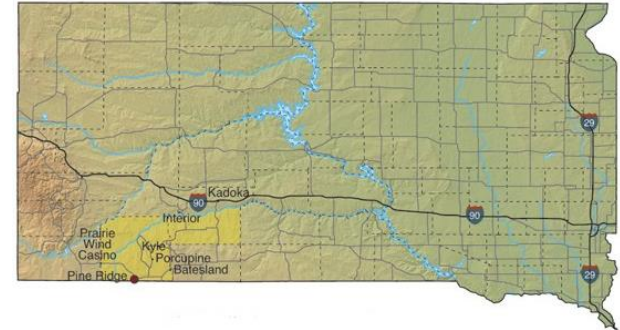 29
90
Kadoka
90
Interior
Prairie
Wind
Casino
Kyle
Porcupine
Batesland
Pine Ridge
29